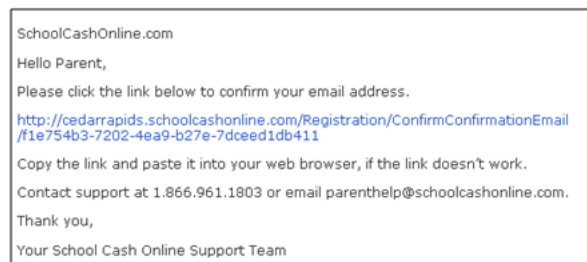 SchoolCashOnline.com
Hello Parent,
Please click the link below to confirm your email address.
http://cedarrapids.schoolcashonline.com/Registration/ConfirmConfirmationEmail
/f1e754b3-7202-4ea9-b27e-7dceed1db411
Copy the link and paste it into your web browser, if the link doesn't work.
Contact support at 1.866.961.1803 or email parenthelp@schoolcashonline.com.
Thank you,
Your School Cash Online Support Team